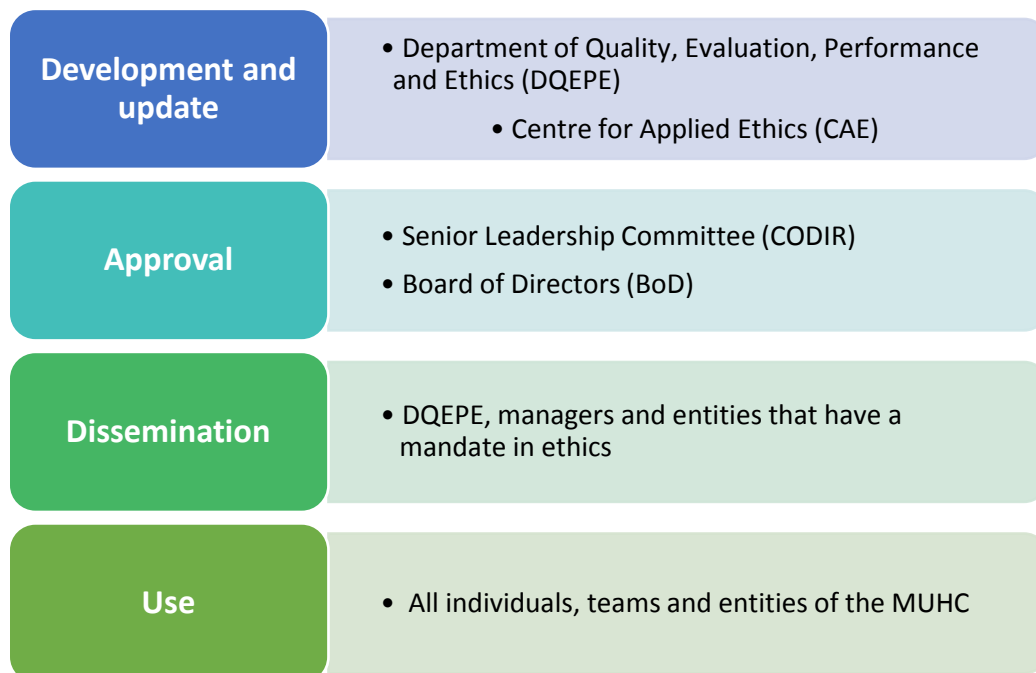 Development and
update
• Department of Quality, Evaluation, Performance
and Ethics (DQEPE)
• Centre for Applied Ethics (CAE)
Approval
• Senior Leadership Committee (CODIR)
• Board of Directors (BoD)
Dissemination
• DQEPE, managers and entities that have a
mandate in ethics
Use
• All individuals, teams and entities of the MUHC